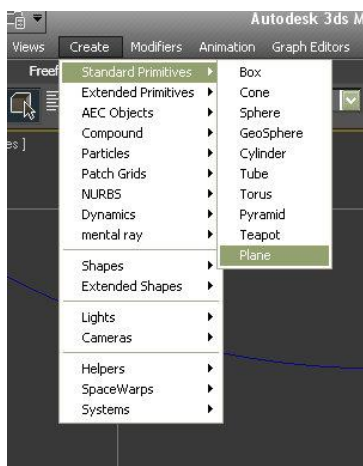 Autodesk 3ds M
Views Create Modifiers Animation Graph Editors
Freef
es ]
Standard Primitives
Extended Primitives
AEC Objects
Compound
Particles
Patch Grids
NURBS
Dynamics
mental ray
Shapes
Extended Shapes
Lights
Cameras
Helpers
SpaceWarps
Systems
Box
Cone
Sphere
GeoSphere
Cylinder
Tube
Torus
Pyramid
Teapot
Plane